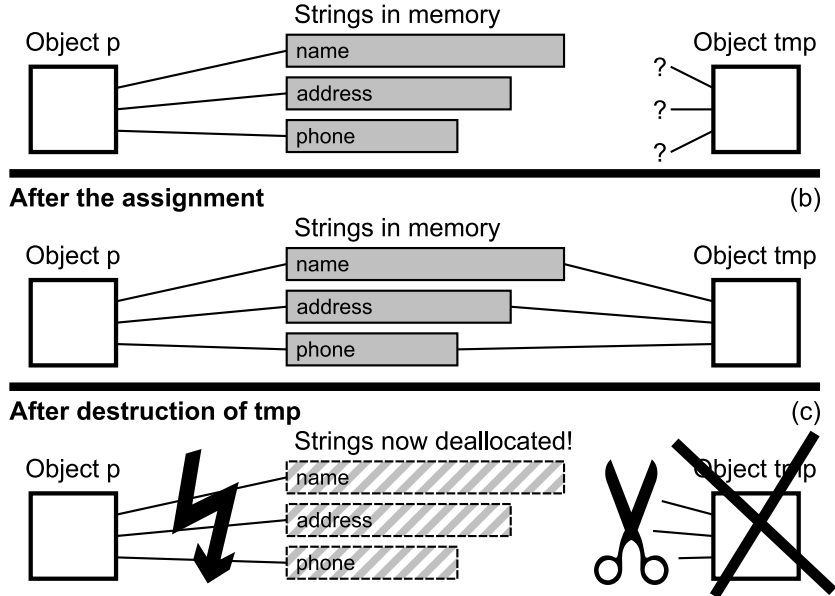 Strings in memory
Object p
Object tmp
name
?
address
?
phone
?
After the assignment
(b)
Strings in memory
Object p
Object tmp
name
address
phone
After destruction of tmp
(c)
Strings now deallocated!
Object p
Object tmp
name
address
phone